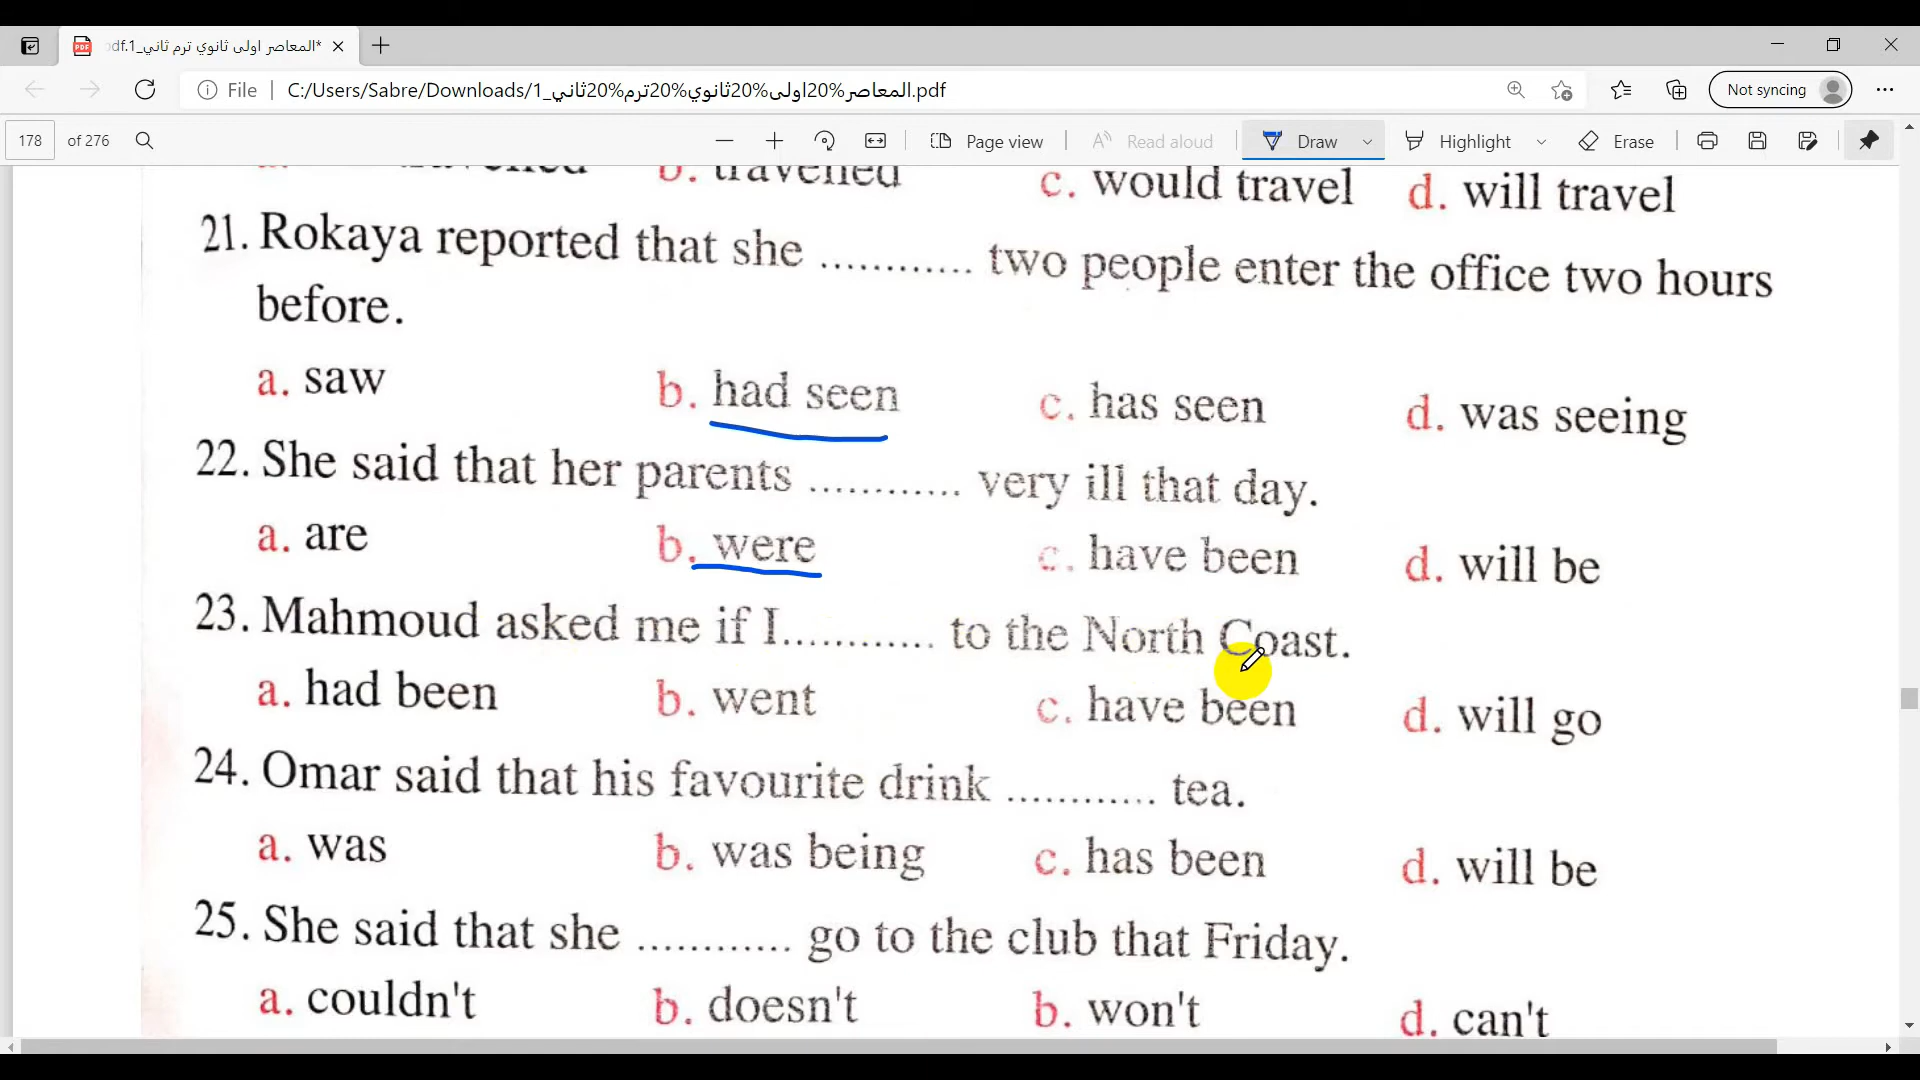 *المعاصر اولى ثانوي ترم ثاني_1.pdf
File
C:/Users/Sabre/Downloads/المعاصر%20اولى%20ثانوي%20ترم%20ثاني_1.pdf
Not syncing
178 of 276
Page view
Read aloud
Draw
Highlight
Erase
b. travelled c. would travel d. will travel
21. Rokaya reported that she ............ two people enter the office two hours
before.
a. saw b. had seen c. has seen d. was seeing
22. She said that her parents ............ very ill that day.
a. are b. were c. have been d. will be
23. Mahmoud asked me if I............ to the North Coast.
a. had been b. went c. have been d. will go
24. Omar said that his favourite drink ............ tea.
a. was b. was being c. has been d. will be
25. She said that she ............ go to the club that Friday.
a. couldn't b. doesn't b. won't d. can't